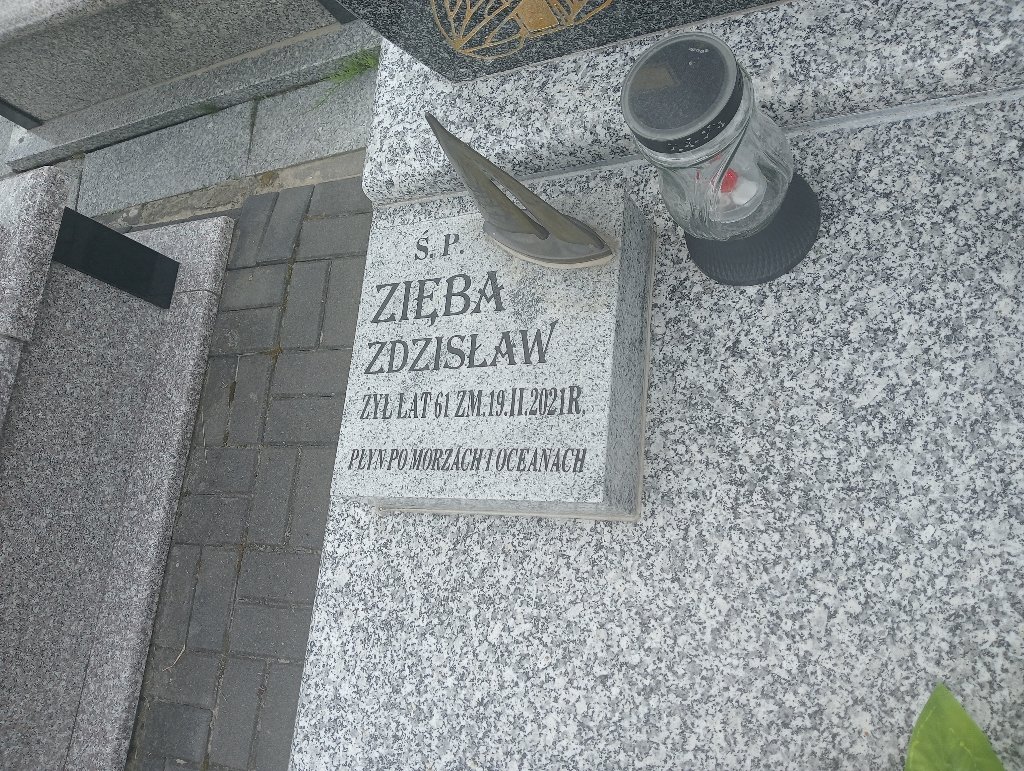 Ś. P.
ZIĘBA
ZDZISŁAW
ŻYŁ LAT 61 ZM. 19.II.2021R.
PŁYŃ PO MORZACH I OCEANACH